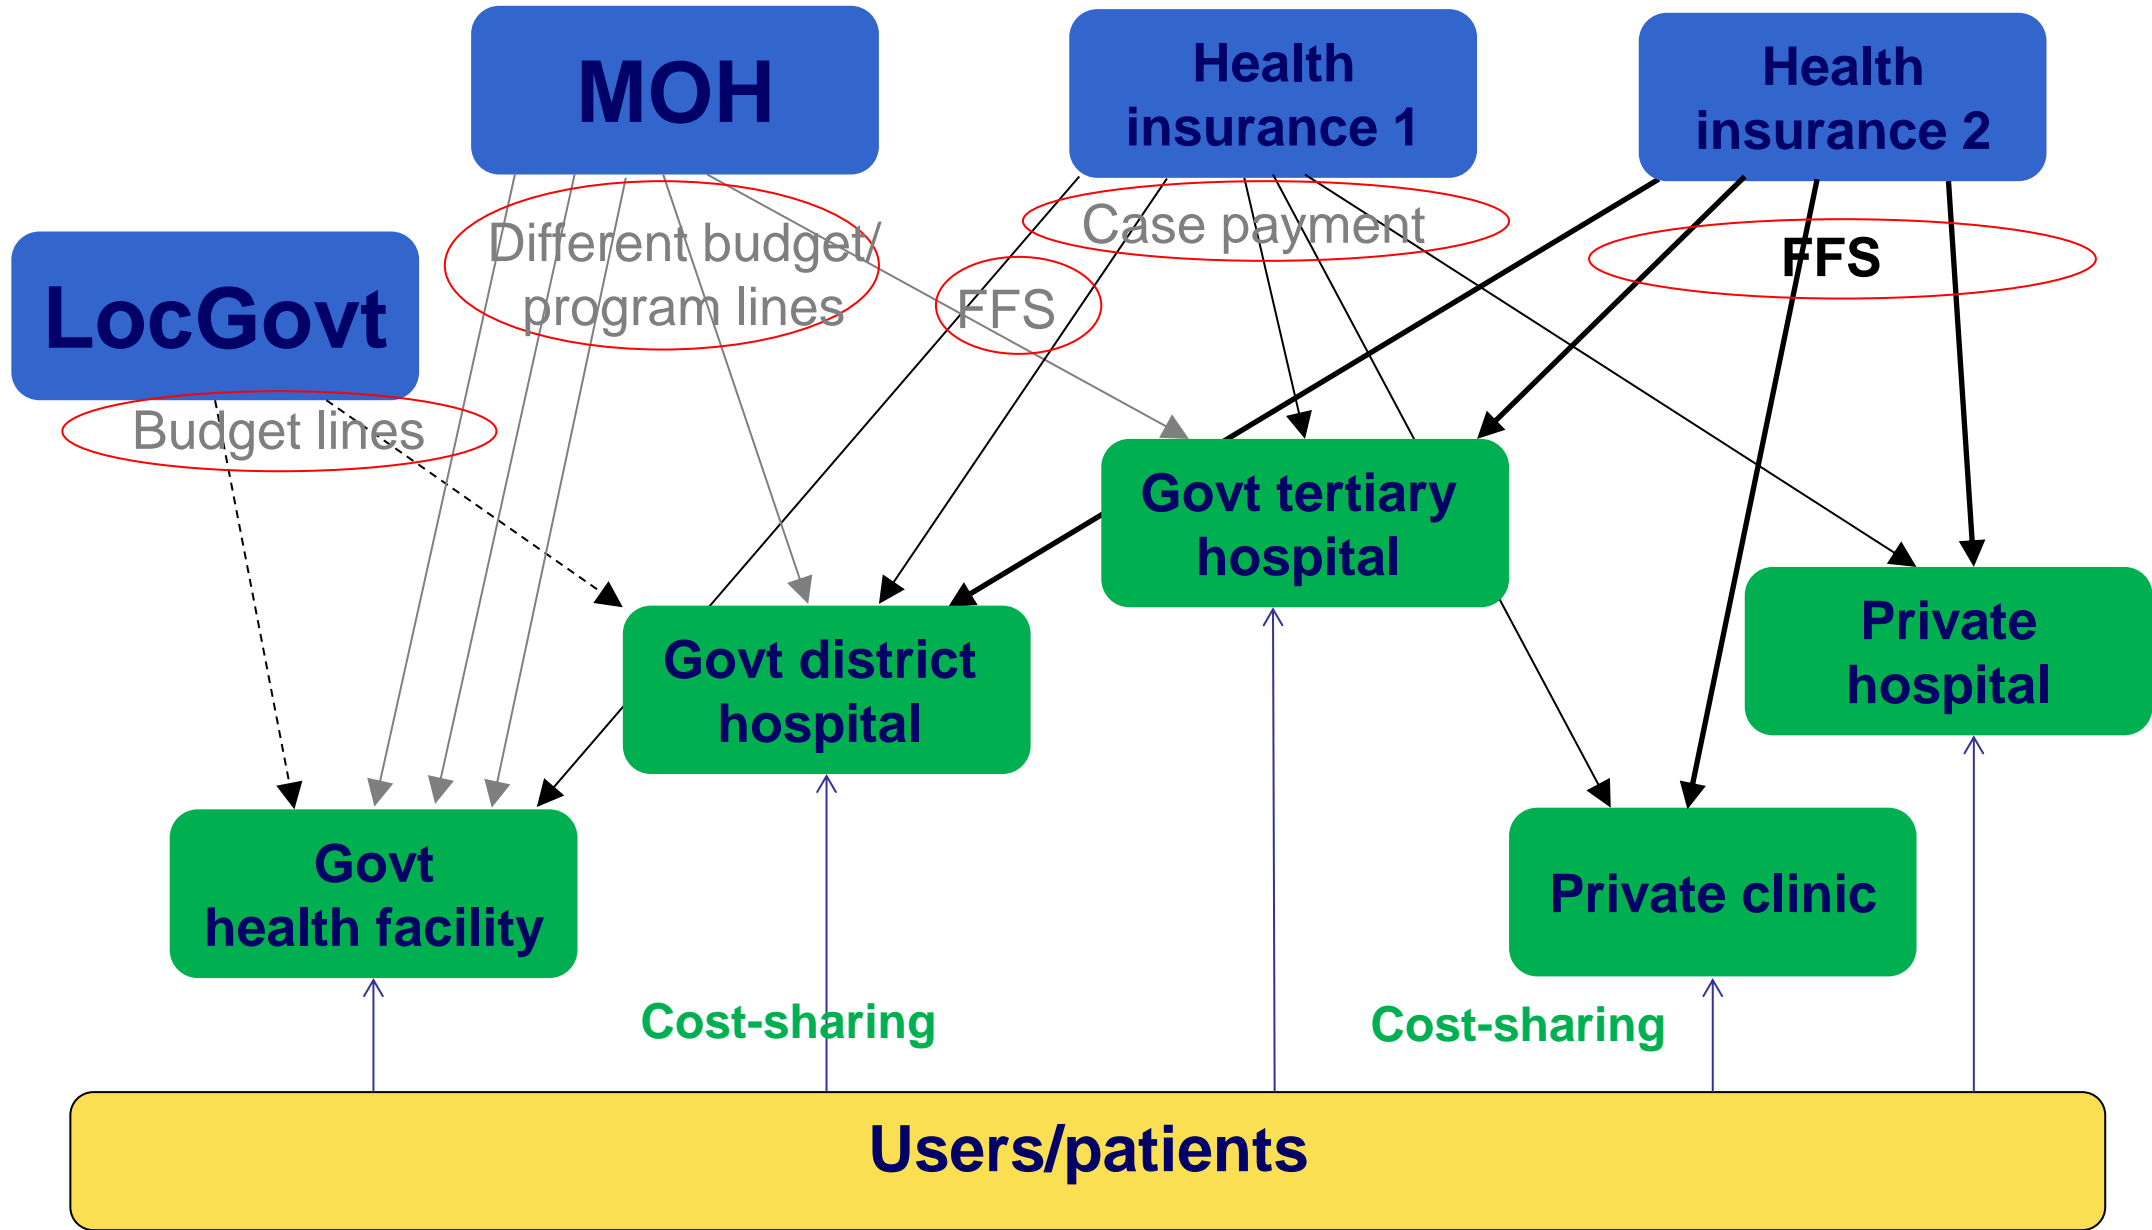 MOH
Health
insurance 1
Health
insurance 2
LocGovt
Different budget/
program lines
Case payment
FFS
FFS
Budget lines
Govt tertiary
hospital
Govt district
hospital
Private
hospital
Govt
health facility
Private clinic
Cost-sharing
Cost-sharing
Users/patients